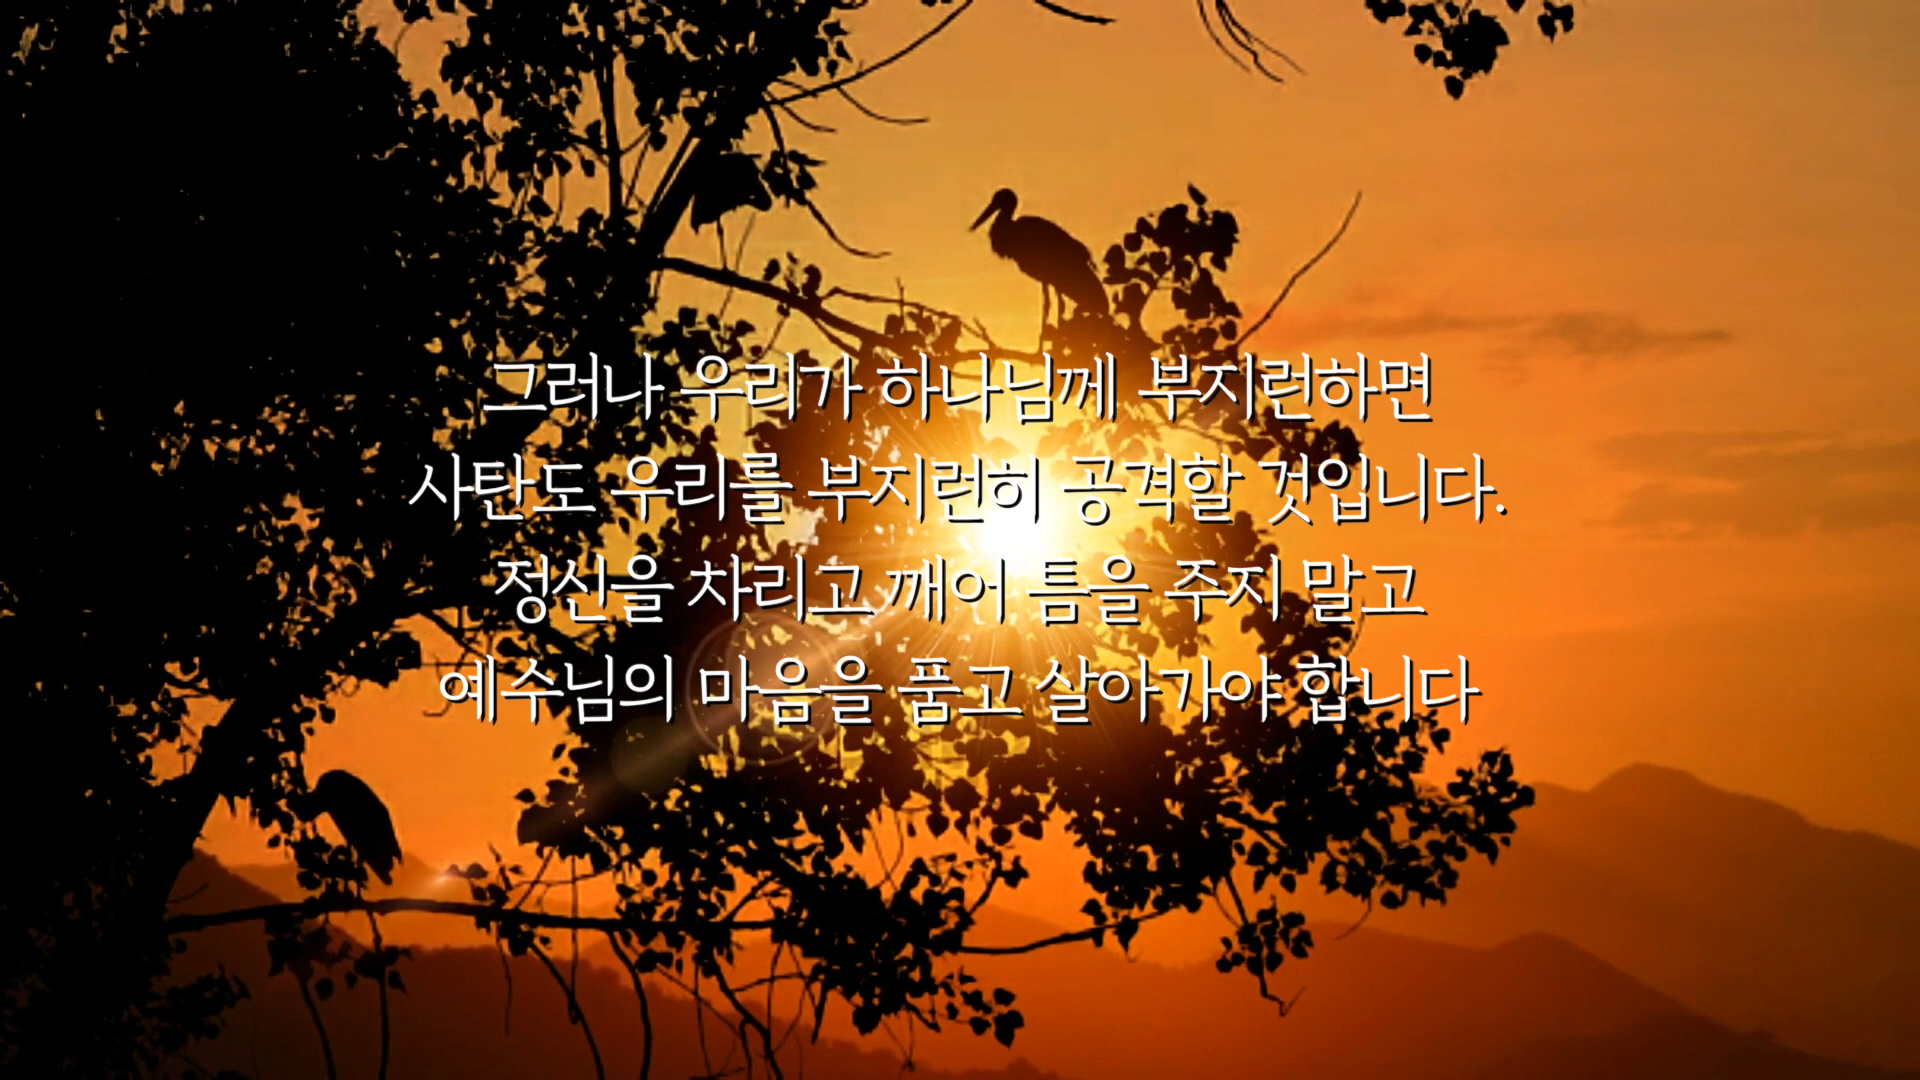 그러나 우리가 하나님께 부지런하면
사탄도 우리를 부지런히 공격할 것입니다.
정신을 차리고 깨어 틈을 주지 말고
예수님의 마음을 품고 살아가야 합니다